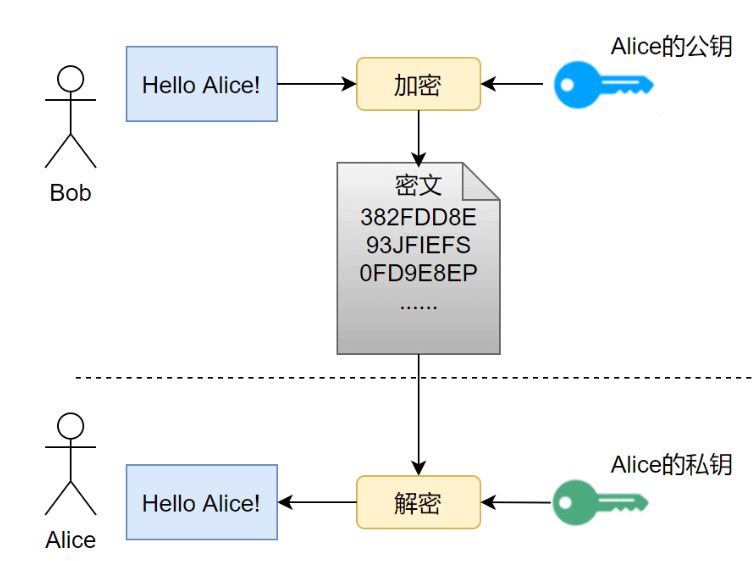 Alice的公钥
Hello Alice!
加密
Bob
密文
382FDD8E
93JFIEFS
0FD9E8EP
......
Alice的私钥
Hello Alice!
解密
Alice